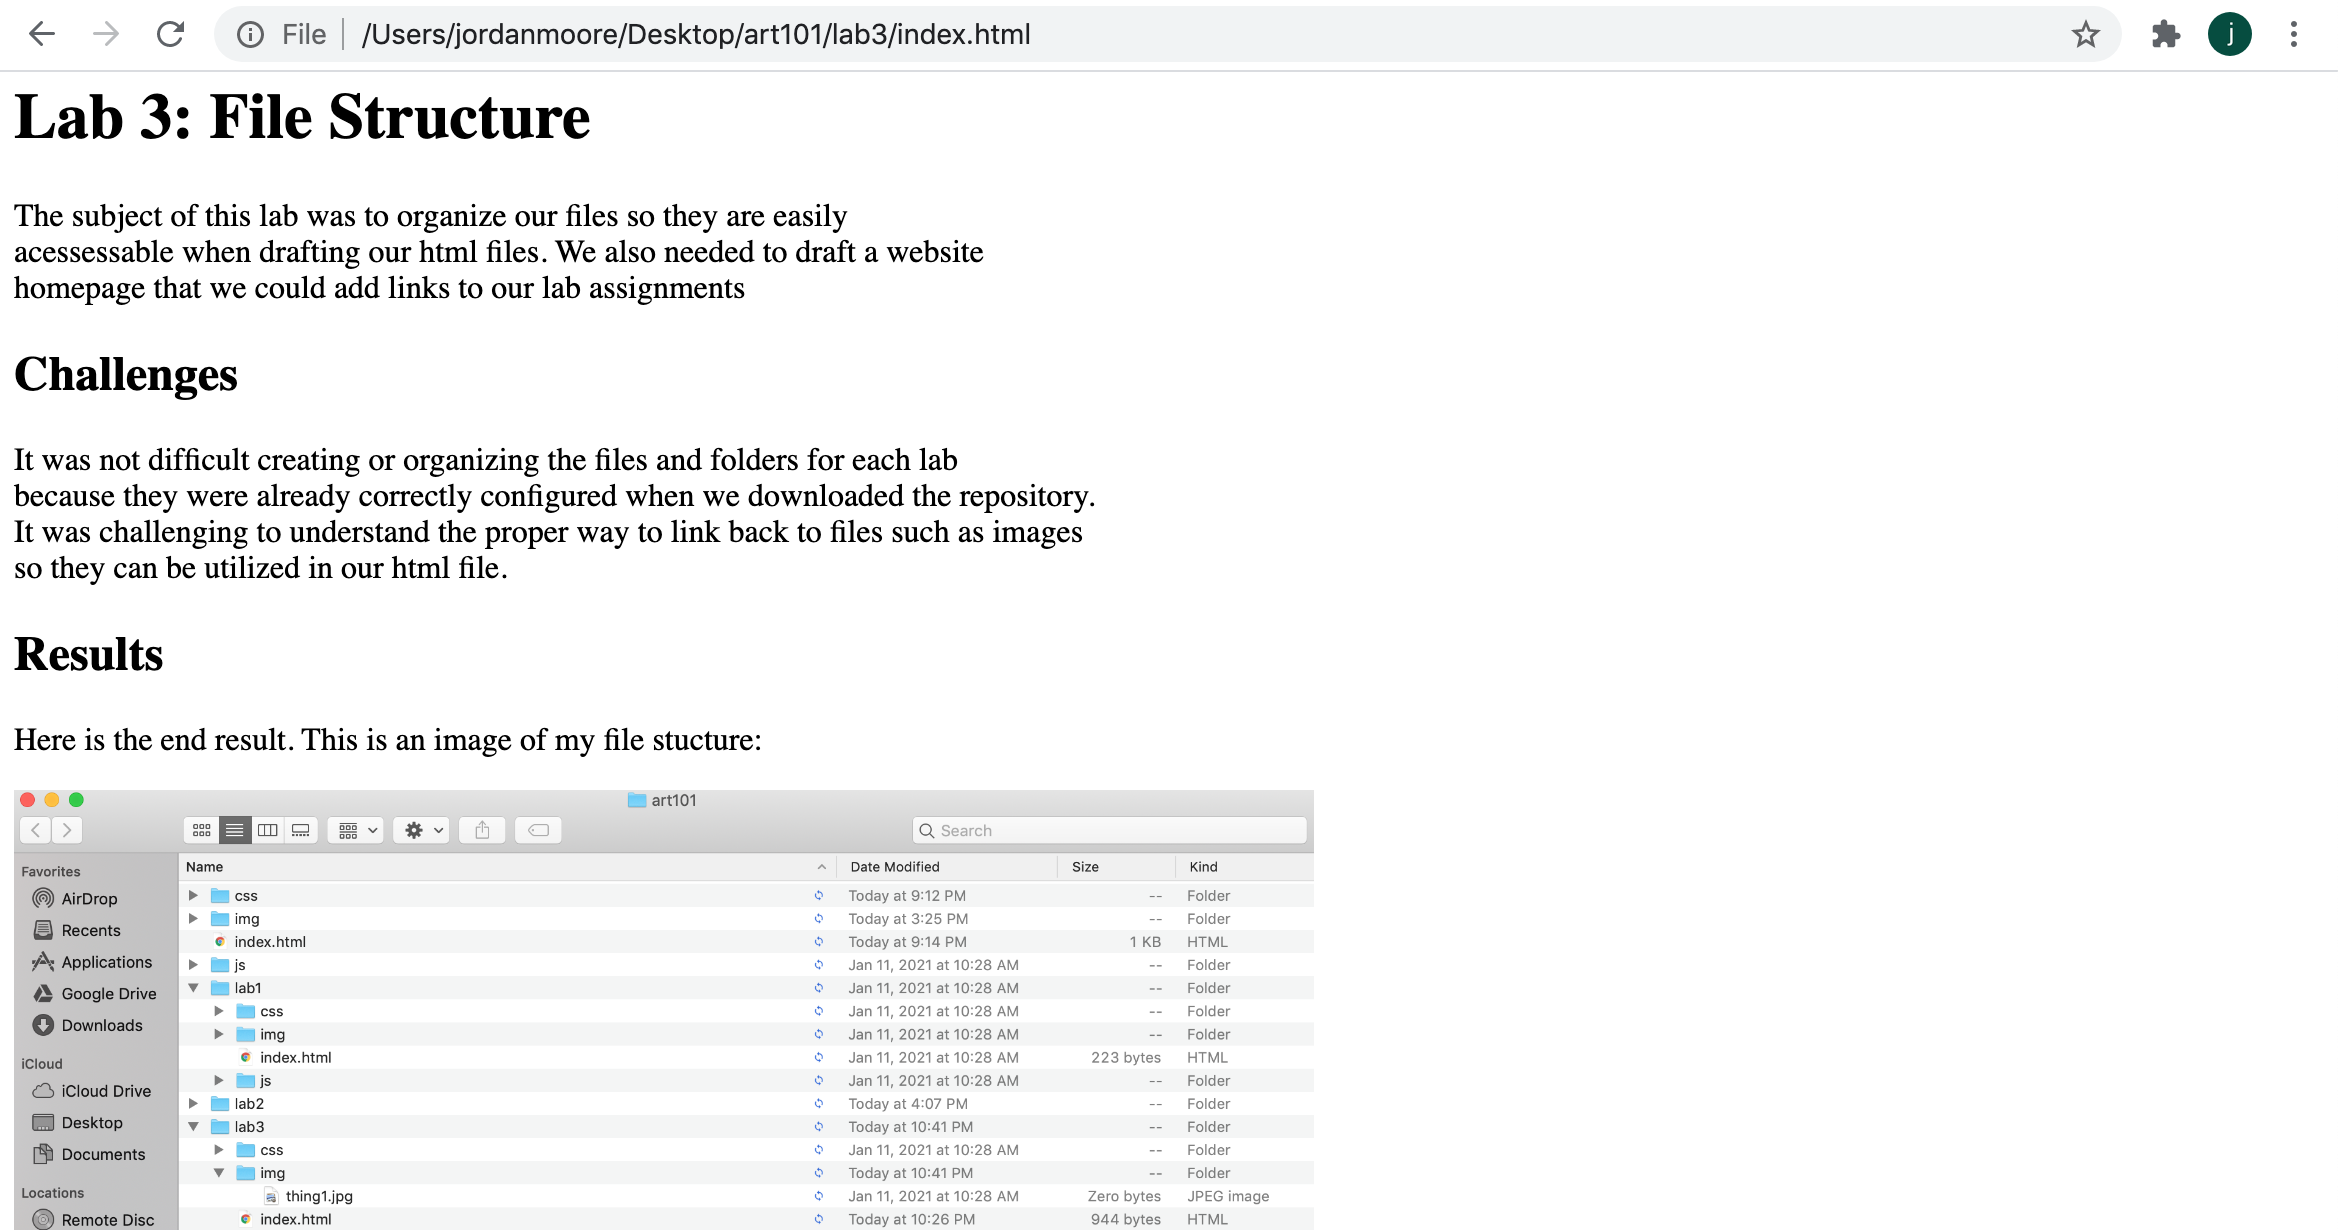 File /Users/jordanmoore/Desktop/art101/lab3/index.html
j
Lab 3: File Structure
The subject of this lab was to organize our files so they are easily
acessessable when drafting our html files. We also needed to draft a website
homepage that we could add links to our lab assignments
Challenges
It was not difficult creating or organizing the files and folders for each lab
because they were already correctly configured when we downloaded the repository.
It was challenging to understand the proper way to link back to files such as images
so they can be utilized in our html file.
Results
Here is the end result. This is an image of my file stucture:
art101
Search
Favorites
AirDrop
Recents
Applications
Google Drive
Downloads
iCloud
iCloud Drive
Desktop
Documents
Locations
Remote Disc
Name Date Modified Size Kind
css Today at 9:12 PM -- Folder
img Today at 3:25 PM -- Folder
index.html Today at 9:14 PM 1 KB HTML
js Jan 11, 2021 at 10:28 AM -- Folder
lab1 Jan 11, 2021 at 10:28 AM -- Folder
css Jan 11, 2021 at 10:28 AM -- Folder
img Jan 11, 2021 at 10:28 AM -- Folder
index.html Jan 11, 2021 at 10:28 AM 223 bytes HTML
js Jan 11, 2021 at 10:28 AM -- Folder
lab2 Today at 4:07 PM -- Folder
lab3 Today at 10:41 PM -- Folder
css Jan 11, 2021 at 10:28 AM -- Folder
img Today at 10:41 PM -- Folder
thing1.jpg Jan 11, 2021 at 10:28 AM Zero bytes JPEG image
index.html Today at 10:26 PM 944 bytes HTML